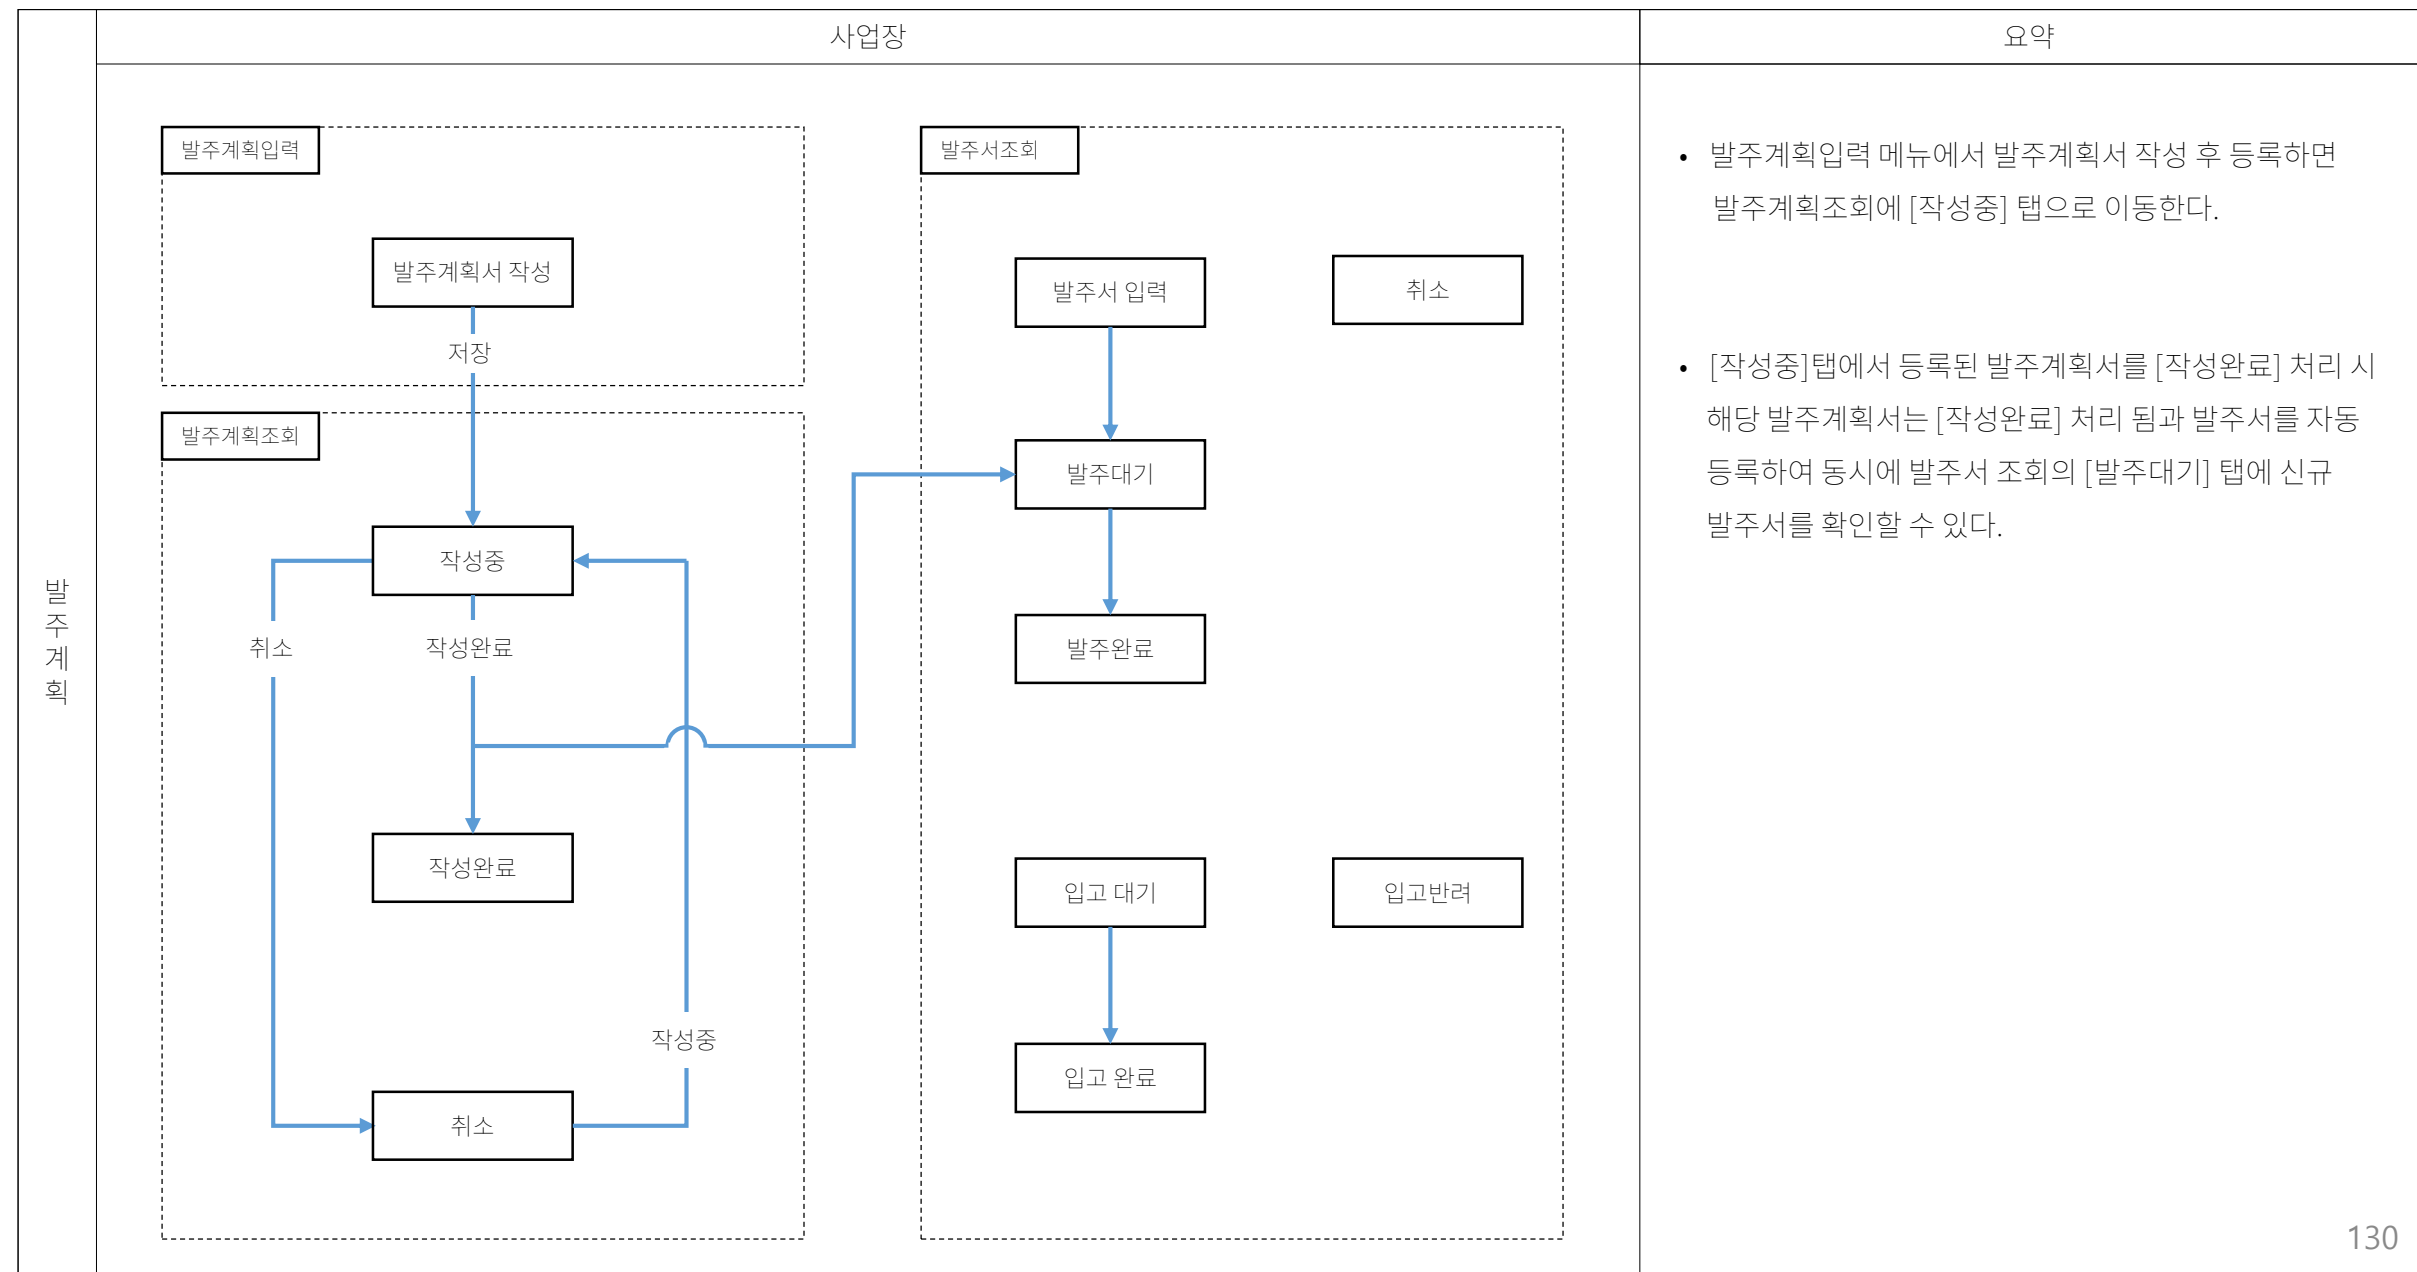 사업장
요약
발주계획
발주계획입력
발주계획서 작성
저장
발주계획조회
작성중
취소
작성완료
작성완료
작성중
취소
발주서조회
발주서 입력
취소
발주대기
발주완료
입고 대기
입고반려
입고 완료
• 발주계획입력 메뉴에서 발주계획서 작성 후 등록하면
발주계획조회에 [작성중] 탭으로 이동한다.
• [작성중]탭에서 등록된 발주계획서를 [작성완료] 처리 시
해당 발주계획서는 [작성완료] 처리 됨과 발주서를 자동
등록하여 동시에 발주서 조회의 [발주대기] 탭에 신규
발주서를 확인할 수 있다.
130